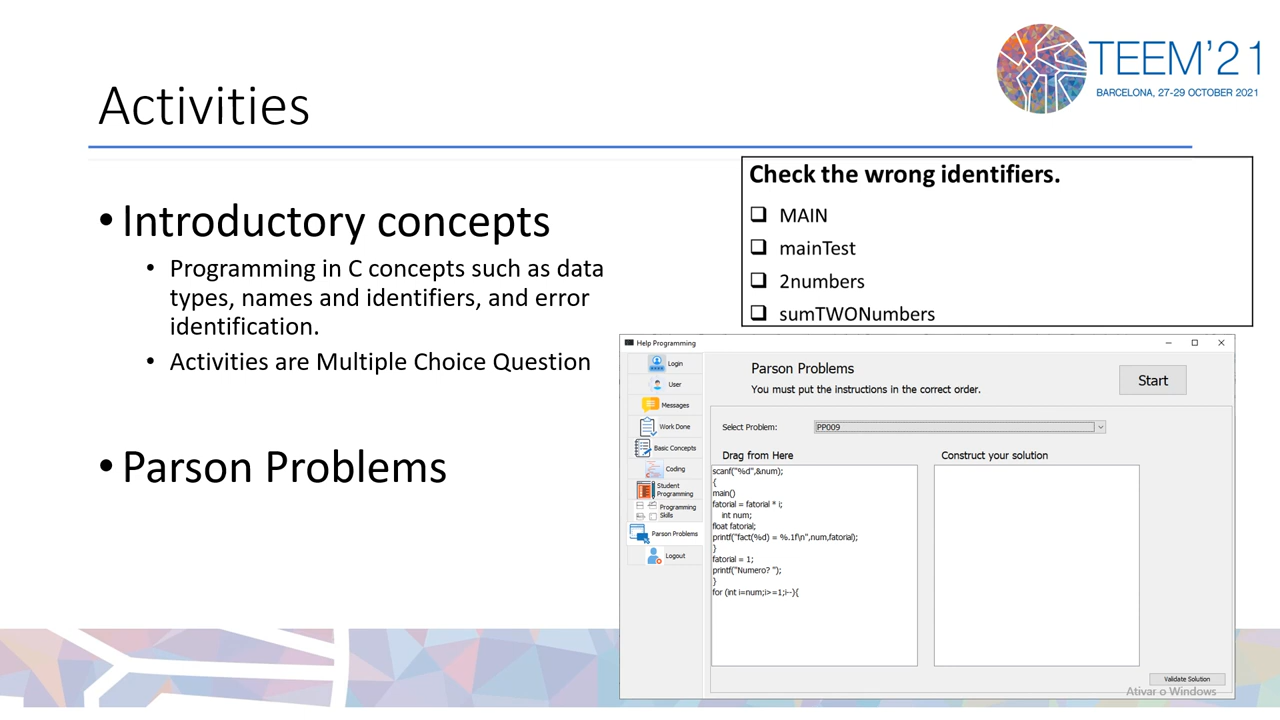 TEEM'21
BARCELONA, 27-29 OCTOBER 2021
Activities
• Introductory concepts
• Programming in C concepts such as data
types, names and identifiers, and error
identification.
• Activities are Multiple Choice Question
• Parson Problems
Check the wrong identifiers.
❑ MAIN
❑ mainTest
❑ 2numbers
❑ sumTWONumbers
Help Programming
Login
User
Messages
Work Done
Basic Concepts
Coding
Student
Programming
Programming
Skills
Parson Problems
Logout
Parson Problems
You must put the instructions in the correct order.
Start
Select Problem:
PP009
Drag from Here
scanf("%d",&num);
{
main()
fatorial = fatorial * i;
int num;
float fatorial;
printf("fact(%d) = %.1f\n",num,fatorial);
}
fatorial = 1;
printf("Numero? ");
}
for (int i=num;i>=1;i--){
Construct your solution
Validate Solution
Ativar o Windows